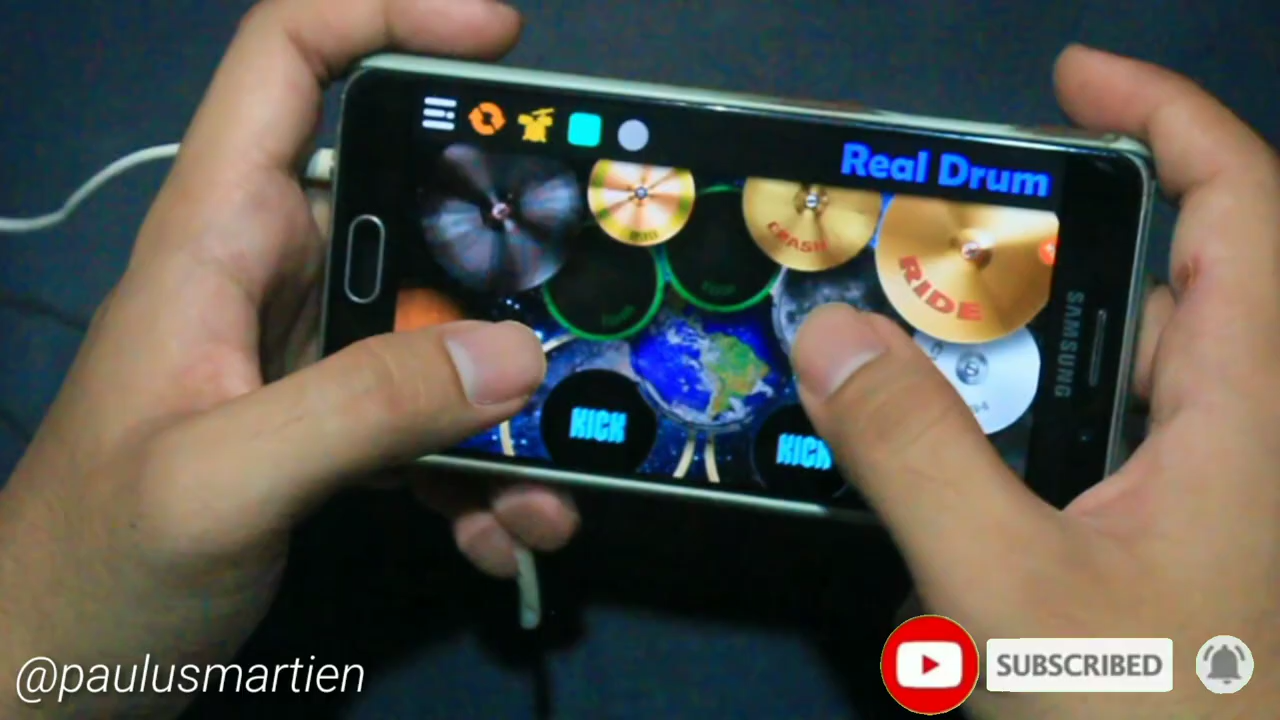 Real Drum
CRASH
RIDE
SAMSUNG
KICK
KICK
@paulusmartien
SUBSCRIBED